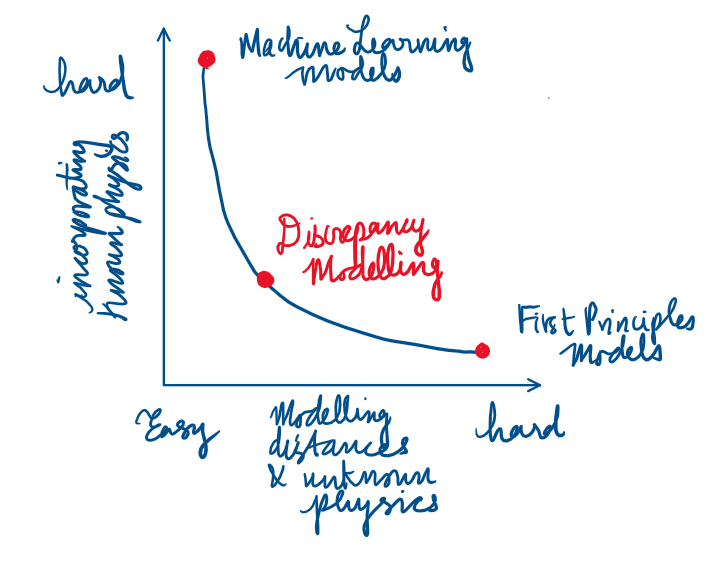 Machine Learning
Models
hard
incorporating
known physics
Discrepancy
Modelling
First Principles
Models
Easy
Modelling
distances
& unknown
physics
hard